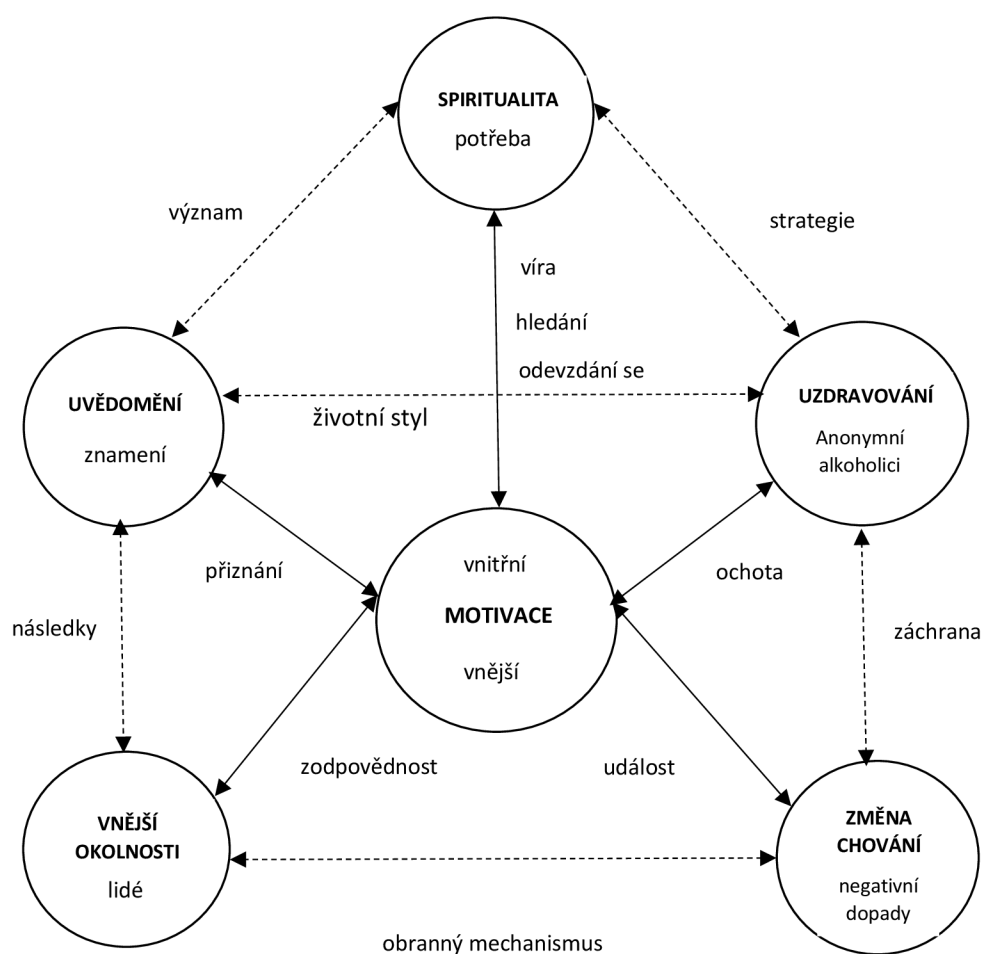 SPIRITUALITA
potřeba
význam
strategie
víra
hledání
odevzdání se
životní styl
UVĚDOMĚNÍ
znamení
UZDRAVOVÁNÍ
Anonymní
alkoholici
přiznání
vnitřní
MOTIVACE
vnější
ochota
následky
záchrana
zodpovědnost
událost
VNĚJŠÍ
OKOLNOSTI
lidé
ZMĚNA
CHOVÁNÍ
negativní
dopady
obranný mechanismus